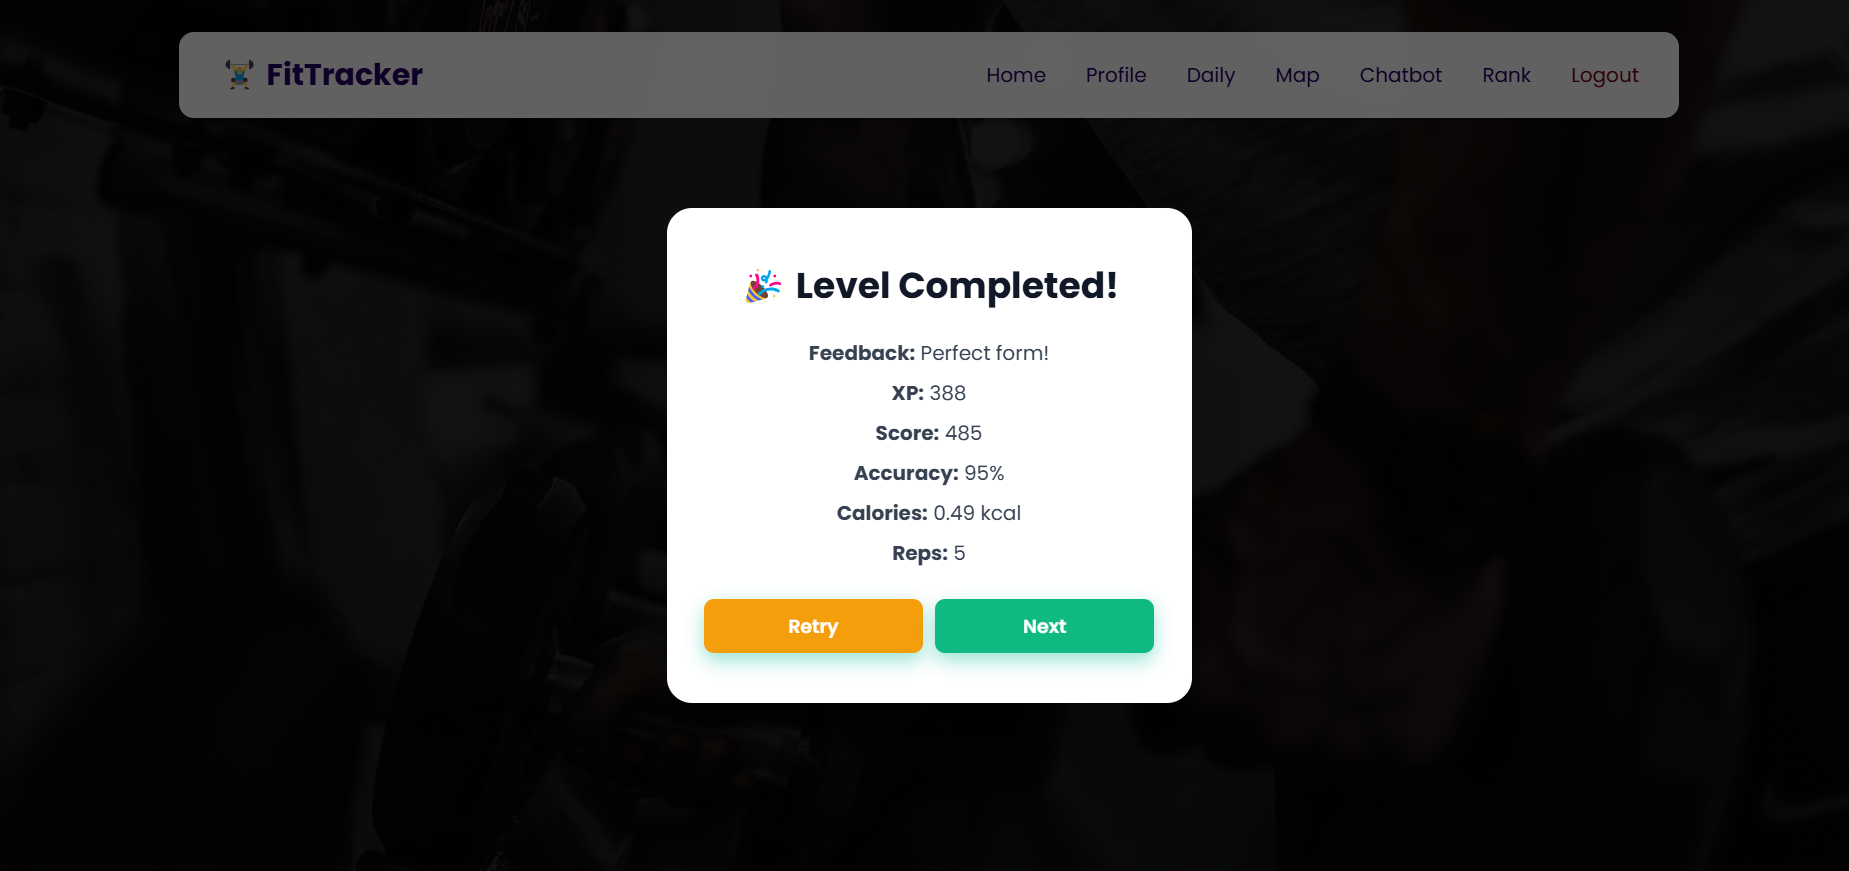 FitTracker
Home Profile Daily Map Chatbot Rank Logout
Level Completed!
Feedback: Perfect form!
XP: 388
Score: 485
Accuracy: 95%
Calories: 0.49 kcal
Reps: 5
Retry Next